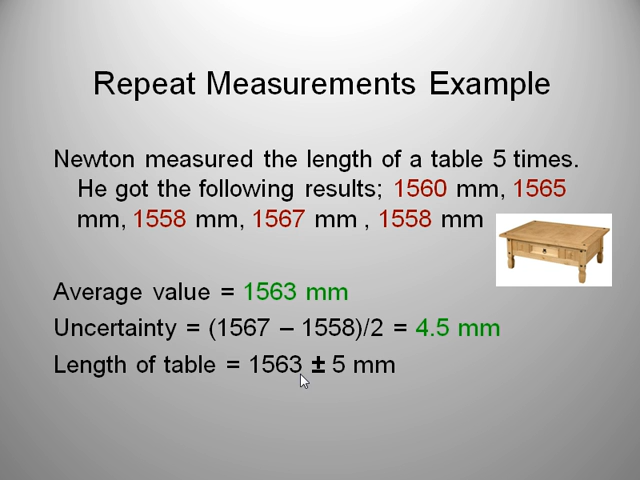 Repeat Measurements Example
Newton measured the length of a table 5 times.
He got the following results; 1560 mm, 1565
mm, 1558 mm, 1567 mm , 1558 mm
Average value = 1563 mm
Uncertainty = (1567 – 1558)/2 = 4.5 mm
Length of table = 1563 ± 5 mm